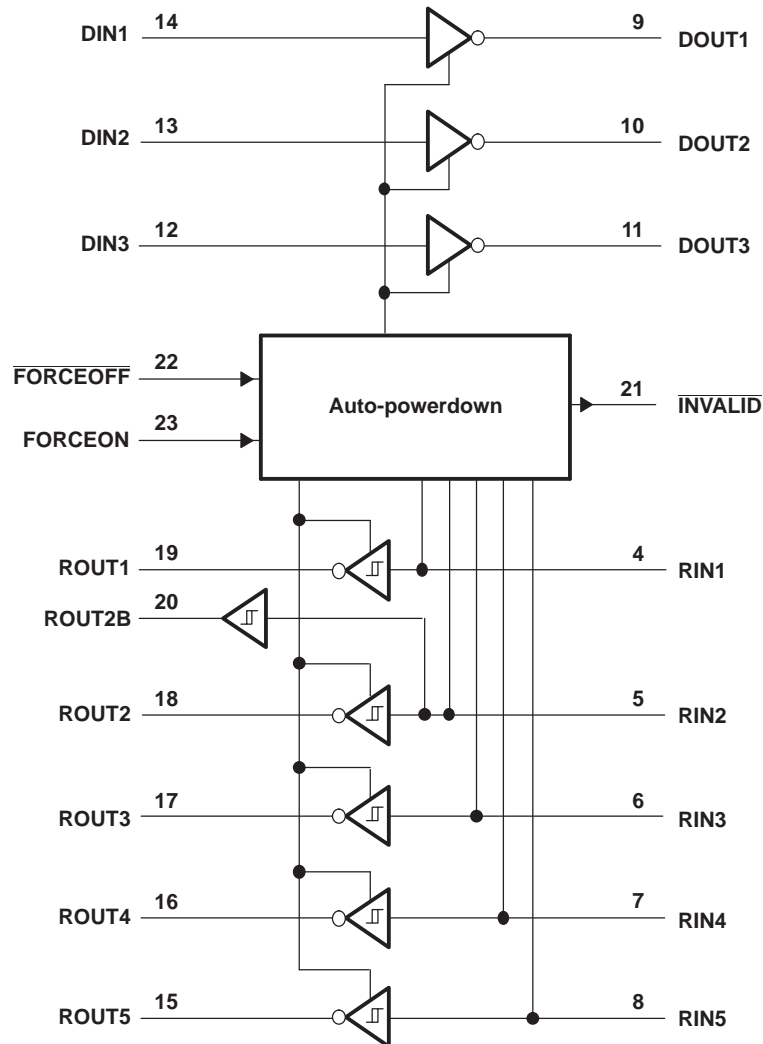 DIN1 14 9 DOUT1
DIN2 13 10 DOUT2
DIN3 12 11 DOUT3
FORCEOFF 22
Auto-powerdown
21 INVALID
FORCEON 23
ROUT1 19 4 RIN1
ROUT2B 20
ROUT2 18 5 RIN2
ROUT3 17 6 RIN3
ROUT4 16 7 RIN4
ROUT5 15 8 RIN5